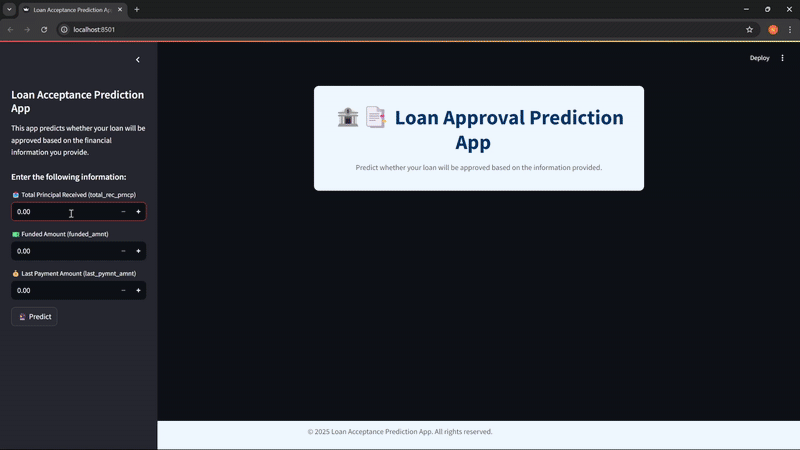 Loan Acceptance Prediction Ap
localhost:8501
Deploy
Loan Acceptance Prediction
App
This app predicts whether your loan will be
approved based on the financial
information you provide.
Enter the following information:
Total Principal Received (total_rec_prncp)
0.00
Funded Amount (funded_amnt)
0.00
Last Payment Amount (last_pymnt_amnt)
0.00
Predict
Loan Approval Prediction
App
Predict whether your loan will be approved based on the information provided.
© 2025 Loan Acceptance Prediction App. All rights reserved.